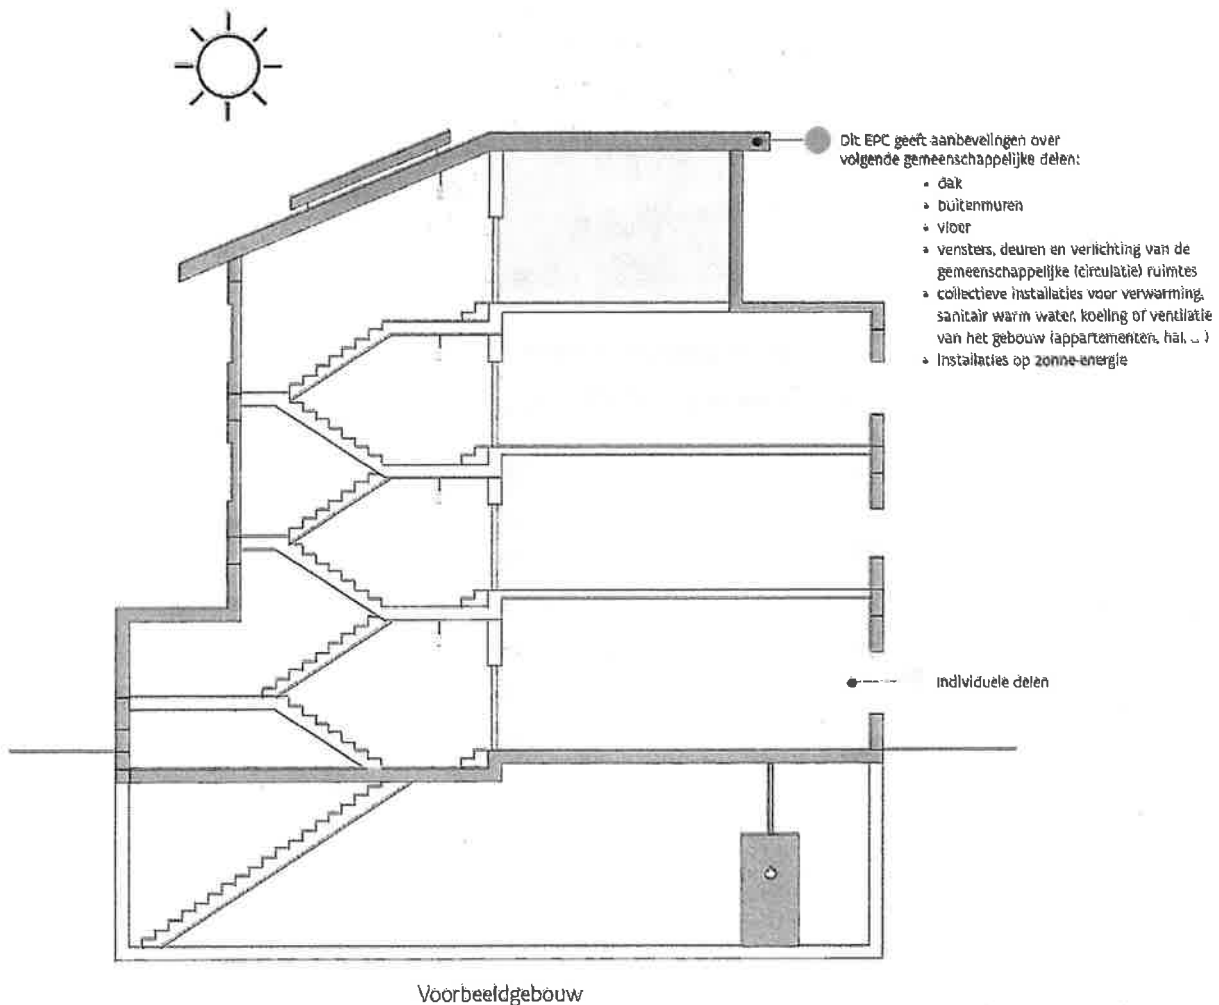 Dit EPC geeft aanbevelingen over
volgende gemeenschappelijke delen:
• dak
• buitenmuren
• vloer
• vensters, deuren en verlichting van de
gemeenschappelijke (circulatie) ruimtes
• collectieve installaties voor verwarming,
sanitair warm water, koeling of ventilatie
van het gebouw (appartementen, hal, ...)
• installaties op zonne-energie
Individuele delen
Voorbeeldgebouw